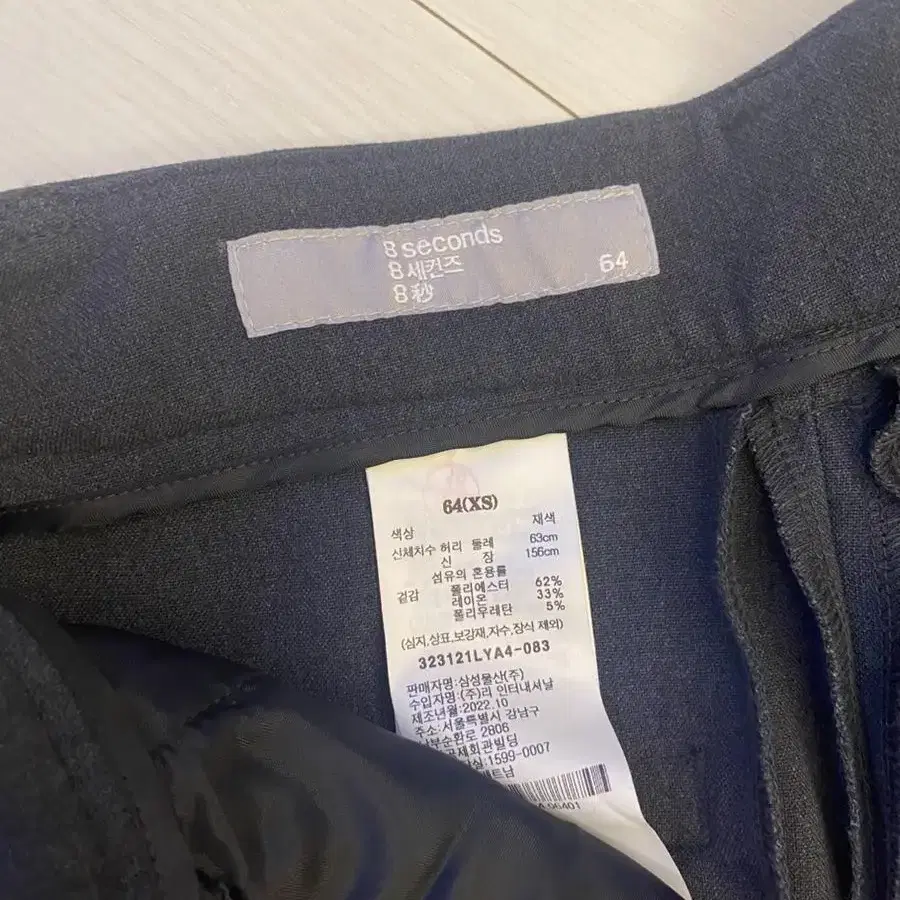 8 seconds
8세컨즈
8秒
64
64(XS)
색상 재색
신체치수 허리 둘레 63cm
신 장 156cm
섬유의 혼용률
겉감 폴리에스터 62%
레이온 33%
폴리우레탄 5%
(심지,상표,보강재,자수,장식 제외)
323121LYA4-083
판매자명:삼성물산(주)
수입자명:(주)리 인터내셔날
제조년월:2022.10
주소:서울특별시 강남구
남부순환로 2806
1599-0007